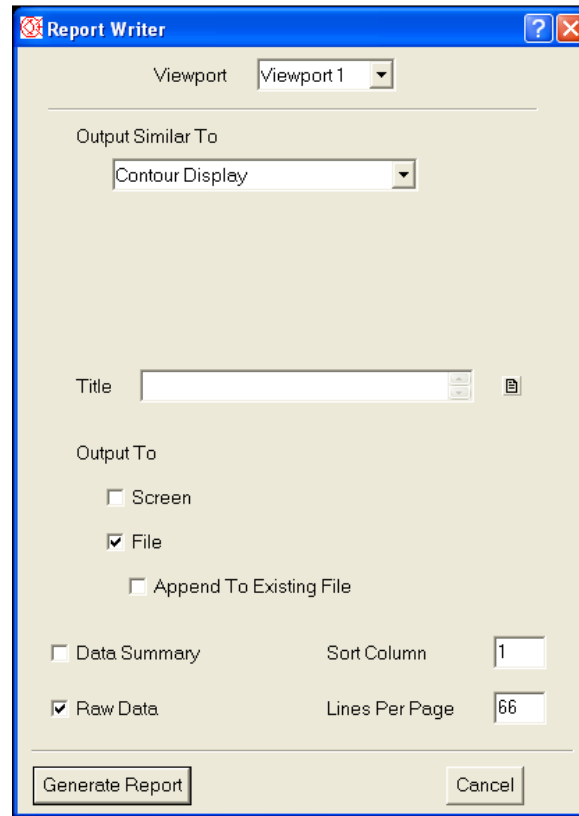 Report Writer
Viewport Viewport 1
Output Similar To
Contour Display
Title
Output To
Screen
File
Append To Existing File
Data Summary Sort Column 1
Raw Data Lines Per Page 66
Generate Report Cancel